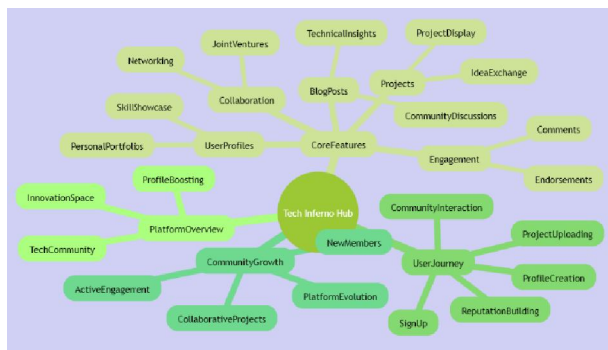 TechnicalInsights
ProjectDisplay
JointVentures
Networking
IdeaExchange
Projects
BlogPosts
Collaboration
SkillShowcase
CommunityDiscussions
Comments
PersonalPortfolios
UserProfiles
CoreFeatures
Engagement
Endorsements
ProfileBoosting
InnovationSpace
Tech Inferno Hub
CommunityInteraction
PlatformOverview
ProjectUploading
NewMembers
TechCommunity
CommunityGrowth
UserJourney
ProfileCreation
ActiveEngagement
PlatformEvolution
ReputationBuilding
CollaborativeProjects
SignUp